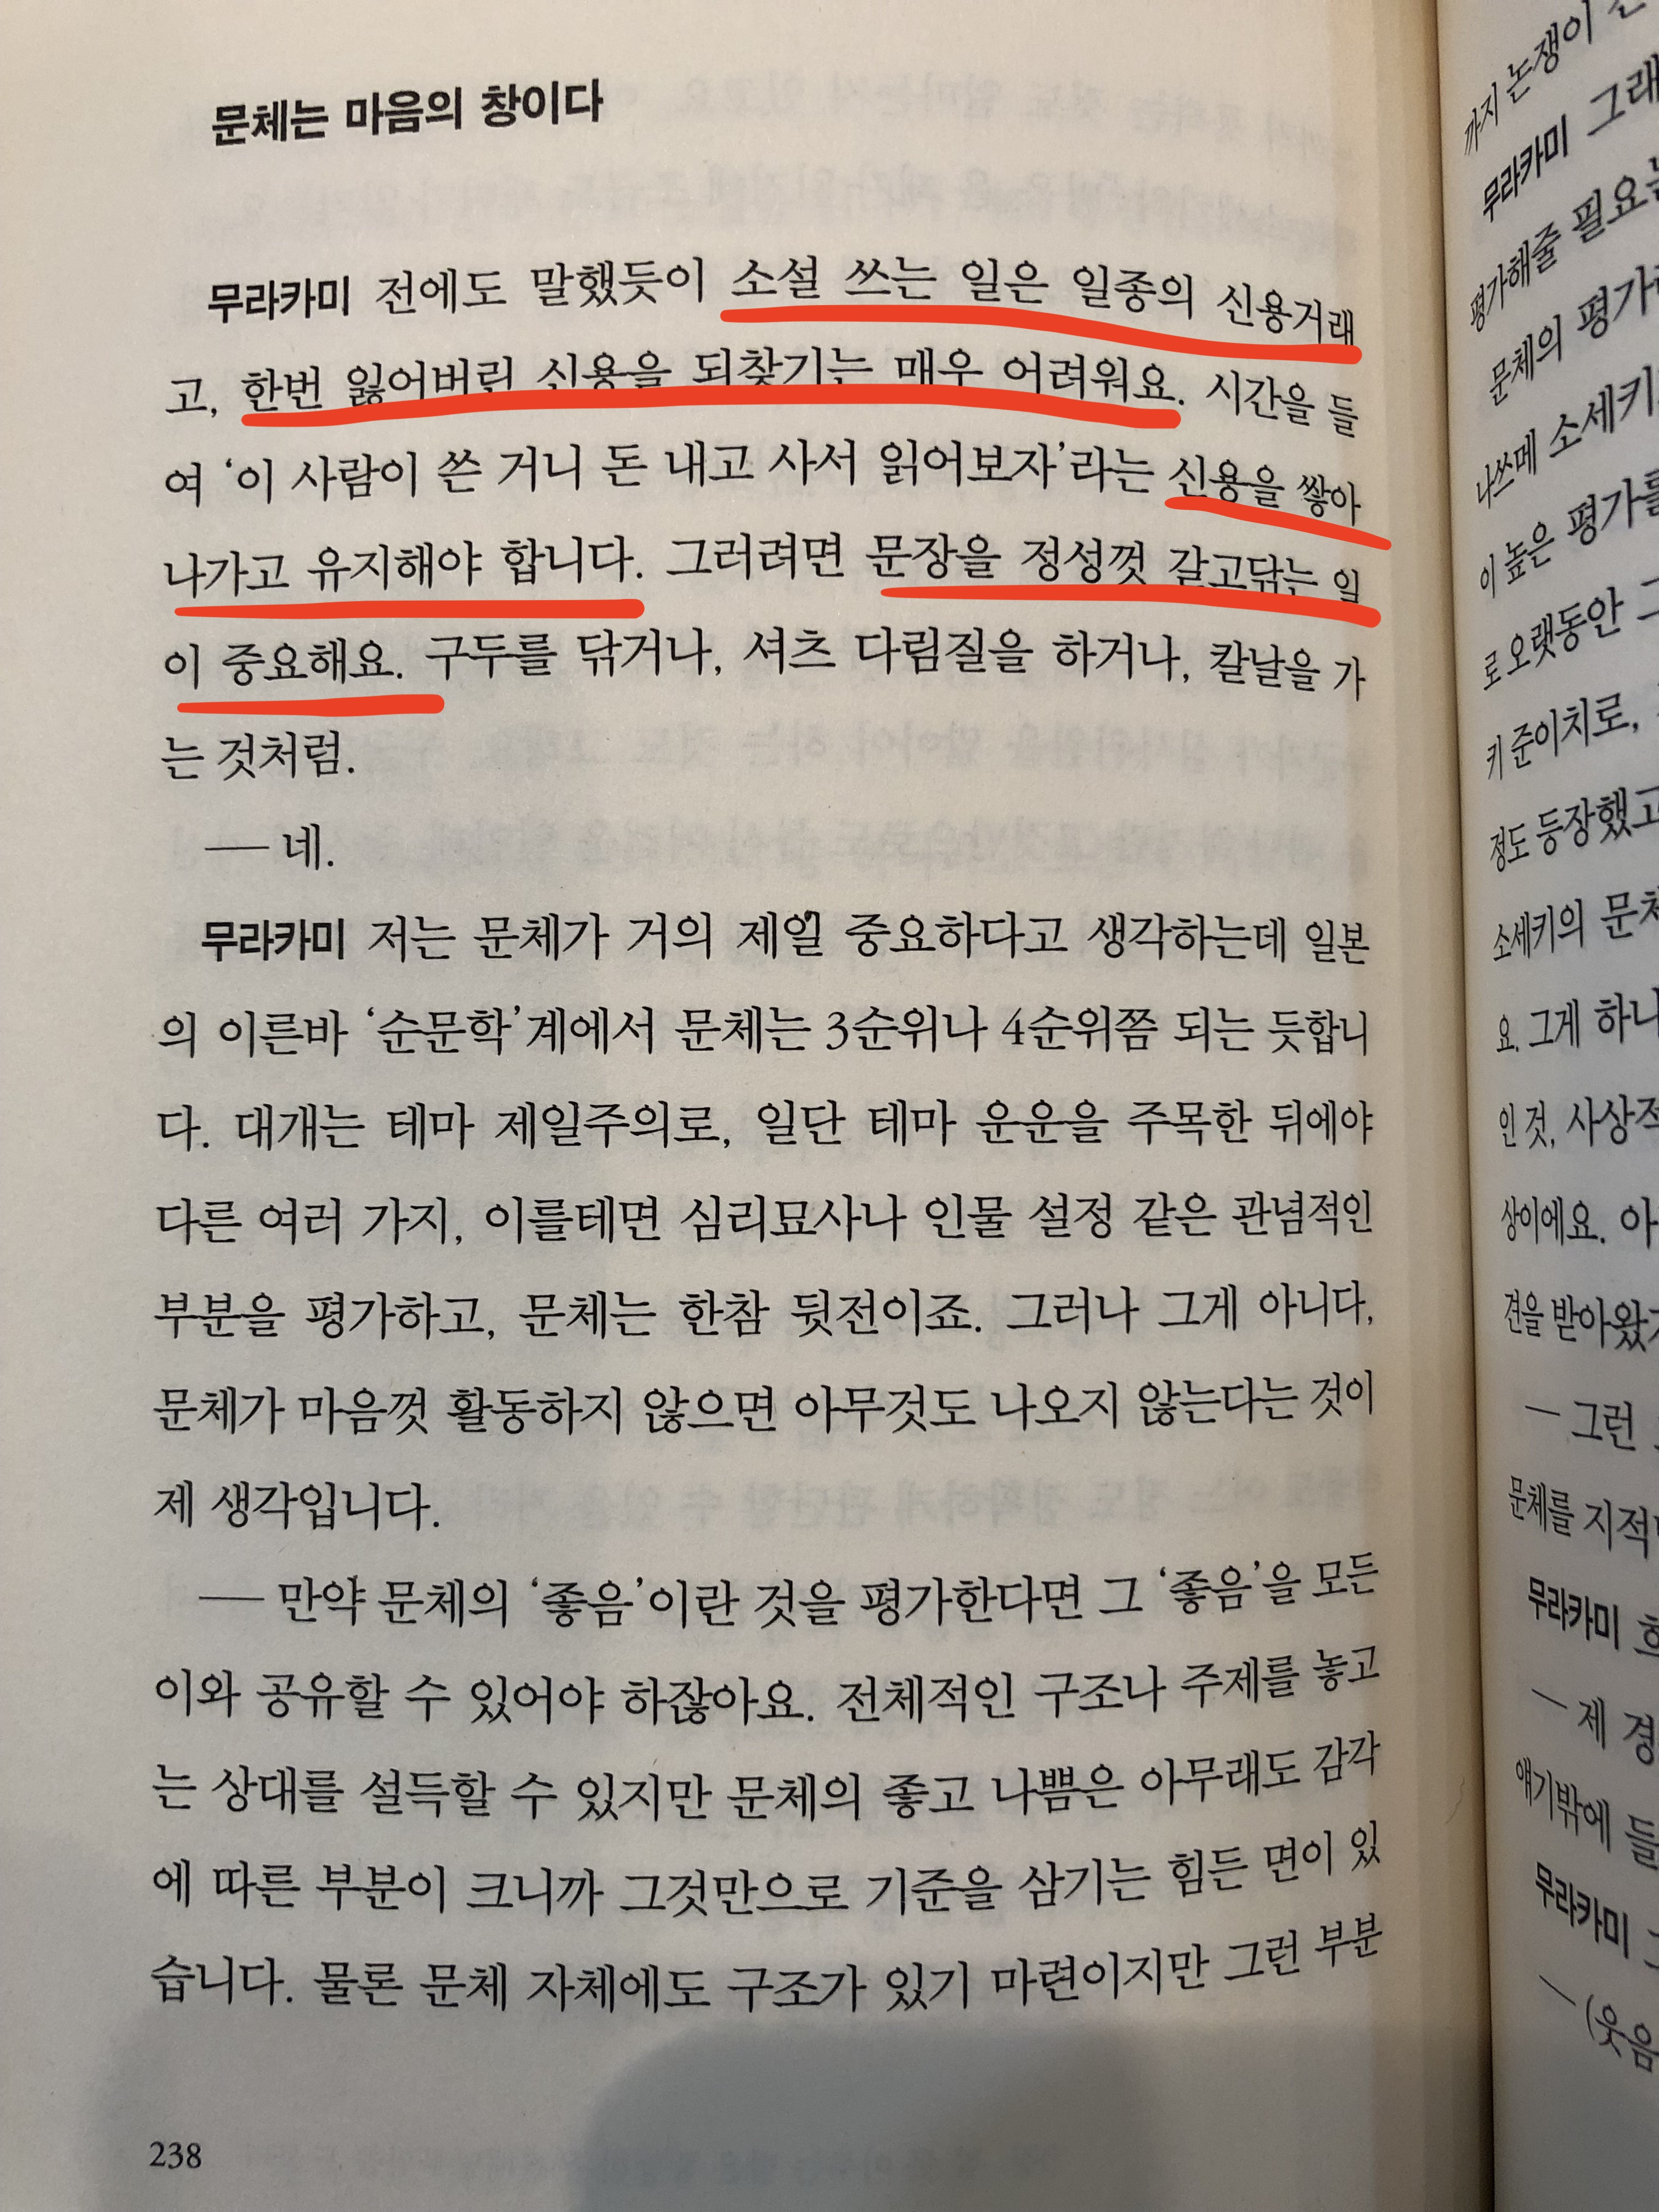 문체는 마음의 창이다
무라카미 전에도 말했듯이 소설 쓰는 일은 일종의 신용거래
고, 한번 잃어버린 신용을 되찾기는 매우 어려워요. 시간을 들
여 ‘이 사람이 쓴 거니 돈 내고 사서 읽어보자’라는 신용을 쌓아
나가고 유지해야 합니다. 그러려면 문장을 정성껏 갈고닦는 일
이 중요해요. 구두를 닦거나, 셔츠 다림질을 하거나, 칼날을 가
는 것처럼.
— 네.
무라카미 저는 문체가 거의 제일 중요하다고 생각하는데 일본
의 이른바 ‘순문학’계에서 문체는 3순위나 4순위쯤 되는 듯합니
다. 대개는 테마 제일주의로, 일단 테마 운운을 주목한 뒤에야
다른 여러 가지, 이를테면 심리묘사나 인물 설정 같은 관념적인
부분을 평가하고, 문체는 한참 뒷전이죠. 그러나 그게 아니다,
문체가 마음껏 활동하지 않으면 아무것도 나오지 않는다는 것이
제 생각입니다.
— 만약 문체의 ‘좋음’이란 것을 평가한다면 그 ‘좋음’을 모든
이와 공유할 수 있어야 하잖아요. 전체적인 구조나 주제를 놓고
는 상대를 설득할 수 있지만 문체의 좋고 나쁨은 아무래도 감각
에 따른 부분이 크니까 그것만으로 기준을 삼기는 힘든 면이 있
습니다. 물론 문체 자체에도 구조가 있기 마련이지만 그런 부분
238
까지 논쟁이
무라카미 그래
평가해줄 필요는
문체의 평가
나쓰메 소세키
이 높은 평가를
로 오랫동안 그
키 준이치로,
정도 등장했고
소세키의 문체
요. 그게 하나
인 것, 사상적
상이에요. 아
견을 받아왔
— 그런
문체를 지적
무라카미
— 제 경
얘기밖에 들
무라카미 그
— (웃음